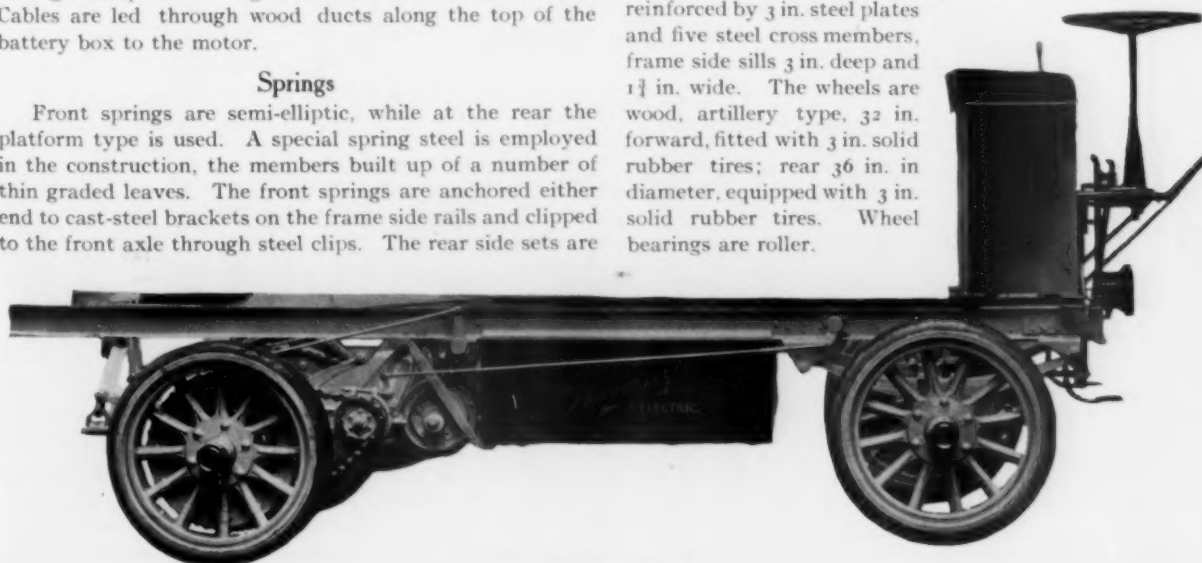 Cables are led through wood ducts along the top of the
battery box to the motor.
Springs
Front springs are semi-elliptic, while at the rear the
platform type is used. A special spring steel is employed
in the construction, the members built up of a number of
thin graded leaves. The front springs are anchored either
end to cast-steel brackets on the frame side rails and clipped
to the front axle through steel clips. The rear side sets are
reinforced by 3 in. steel plates
and five steel cross members,
frame side sills 3 in. deep and
1¾ in. wide. The wheels are
wood, artillery type, 32 in.
forward, fitted with 3 in. solid
rubber tires; rear 36 in. in
diameter, equipped with 3 in.
solid rubber tires. Wheel
bearings are roller.
ELECTRIC